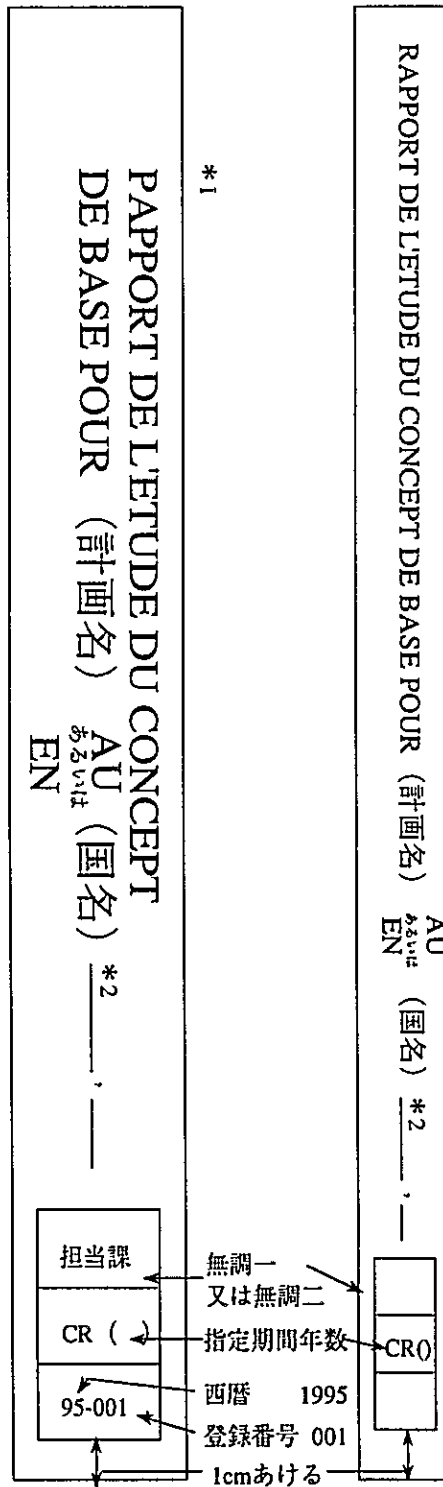 RAPPORT DE L'ETUDE DU CONCEPT DE BASE POUR （計画名） AU あるいは EN （国名） *2 ____ , __
CR()
*1
PAPPORT DE L'ETUDE DU CONCEPT
DE BASE POUR （計画名） AU あるいは EN （国名） *2 ____ , __
担当課
CR ( )
95-001
無調一
又は無調二
指定期間年数
西暦 1995
登録番号 001
1cmあける